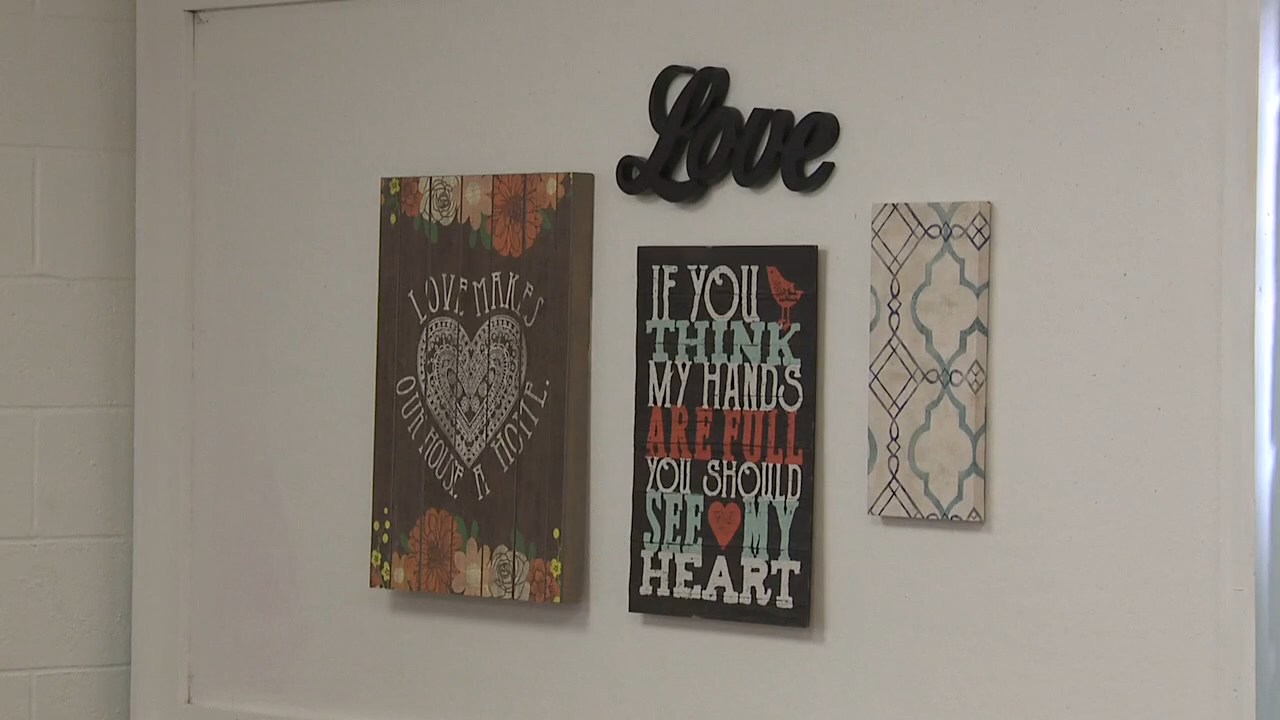 Love
LOVE MAKES
OUR HOUSE A HOME.
IF YOU
THINK
MY HANDS
ARE FULL
YOU SHOULD
SEE MY
HEART